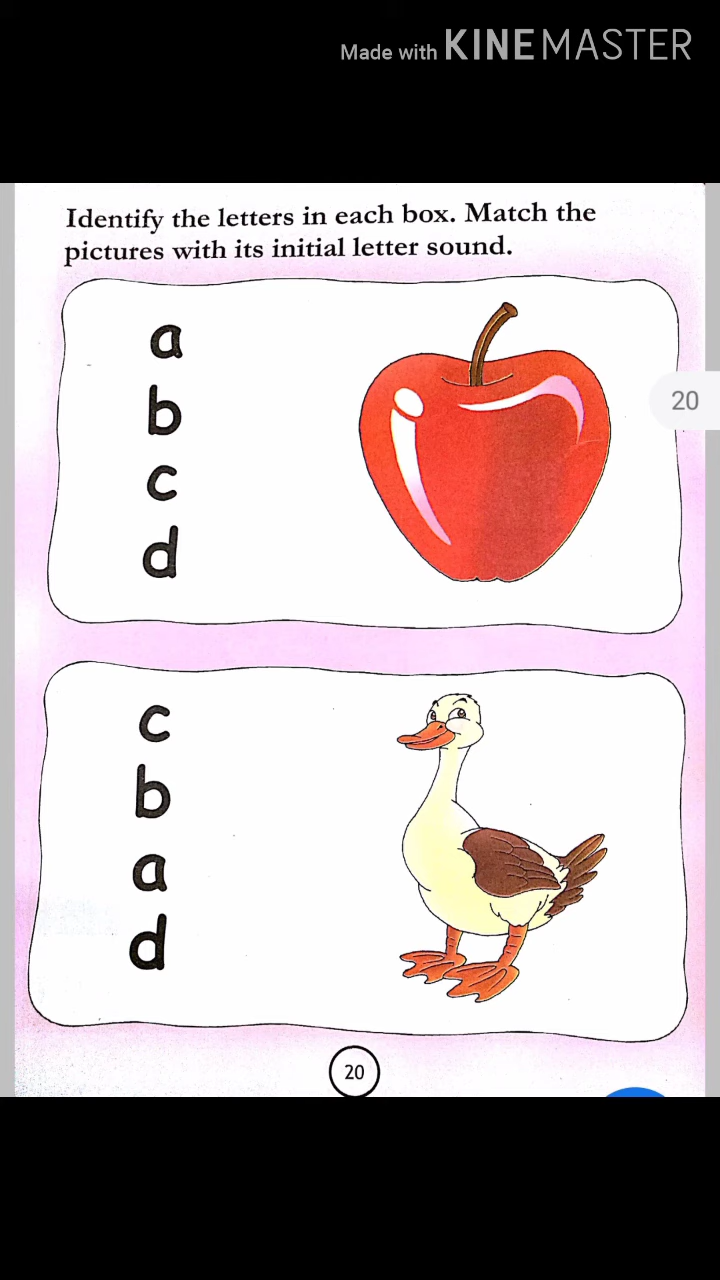 Made with KINEMASTER
Identify the letters in each box. Match the
pictures with its initial letter sound.
a
b
c
d
20
c
b
a
d
20